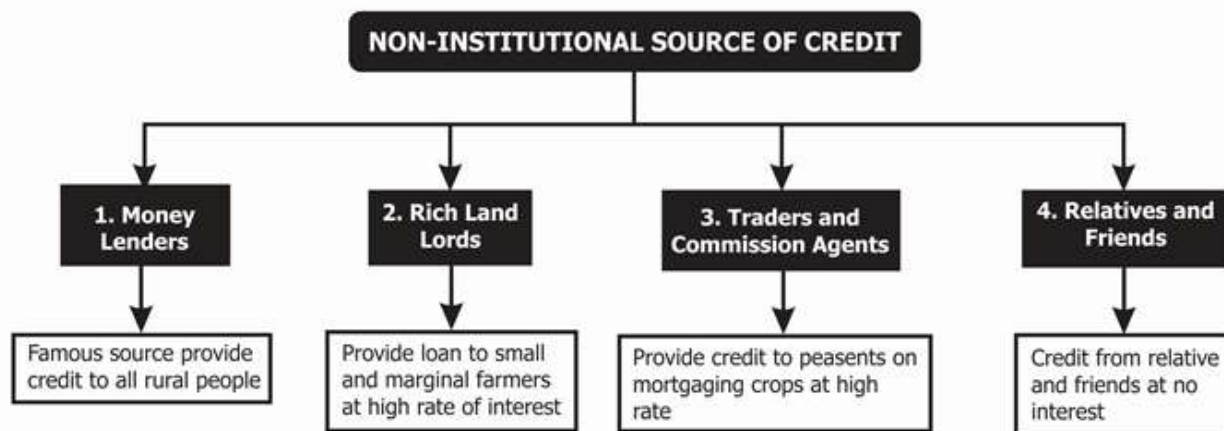 NON-INSTITUTIONAL SOURCE OF CREDIT
1. Money
Lenders
2. Rich Land
Lords
3. Traders and
Commission Agents
4. Relatives and
Friends
Famous source provide
credit to all rural people
Provide loan to small
and marginal farmers
at high rate of interest
Provide credit to peasents on
mortgaging crops at high
rate
Credit from relative
and friends at no
interest